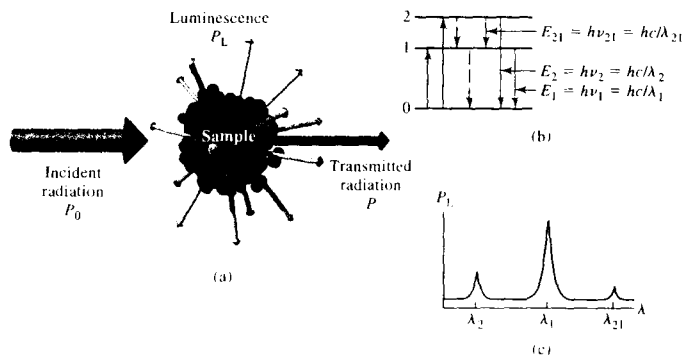 Luminescence
P_L
Sample
Incident
radiation
P_0
Transmitted
radiation
P
(a)
2
1
0
E_21 = hν_21 = hc/λ_21
E_2 = hν_2 = hc/λ_2
E_1 = hν_1 = hc/λ_1
(b)
P_L
λ_2
λ_1
λ_21
λ
(c)